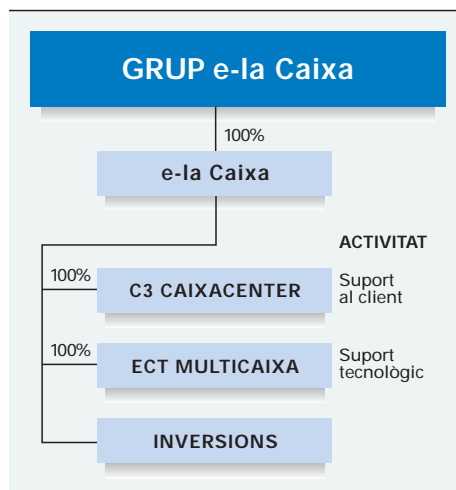 GRUP e-la Caixa
100%
e-la Caixa
ACTIVITAT
100%
C3 CAIXACENTER
Suport
al client
100%
ECT MULTICAIXA
Suport
tecnològic
INVERSIONS